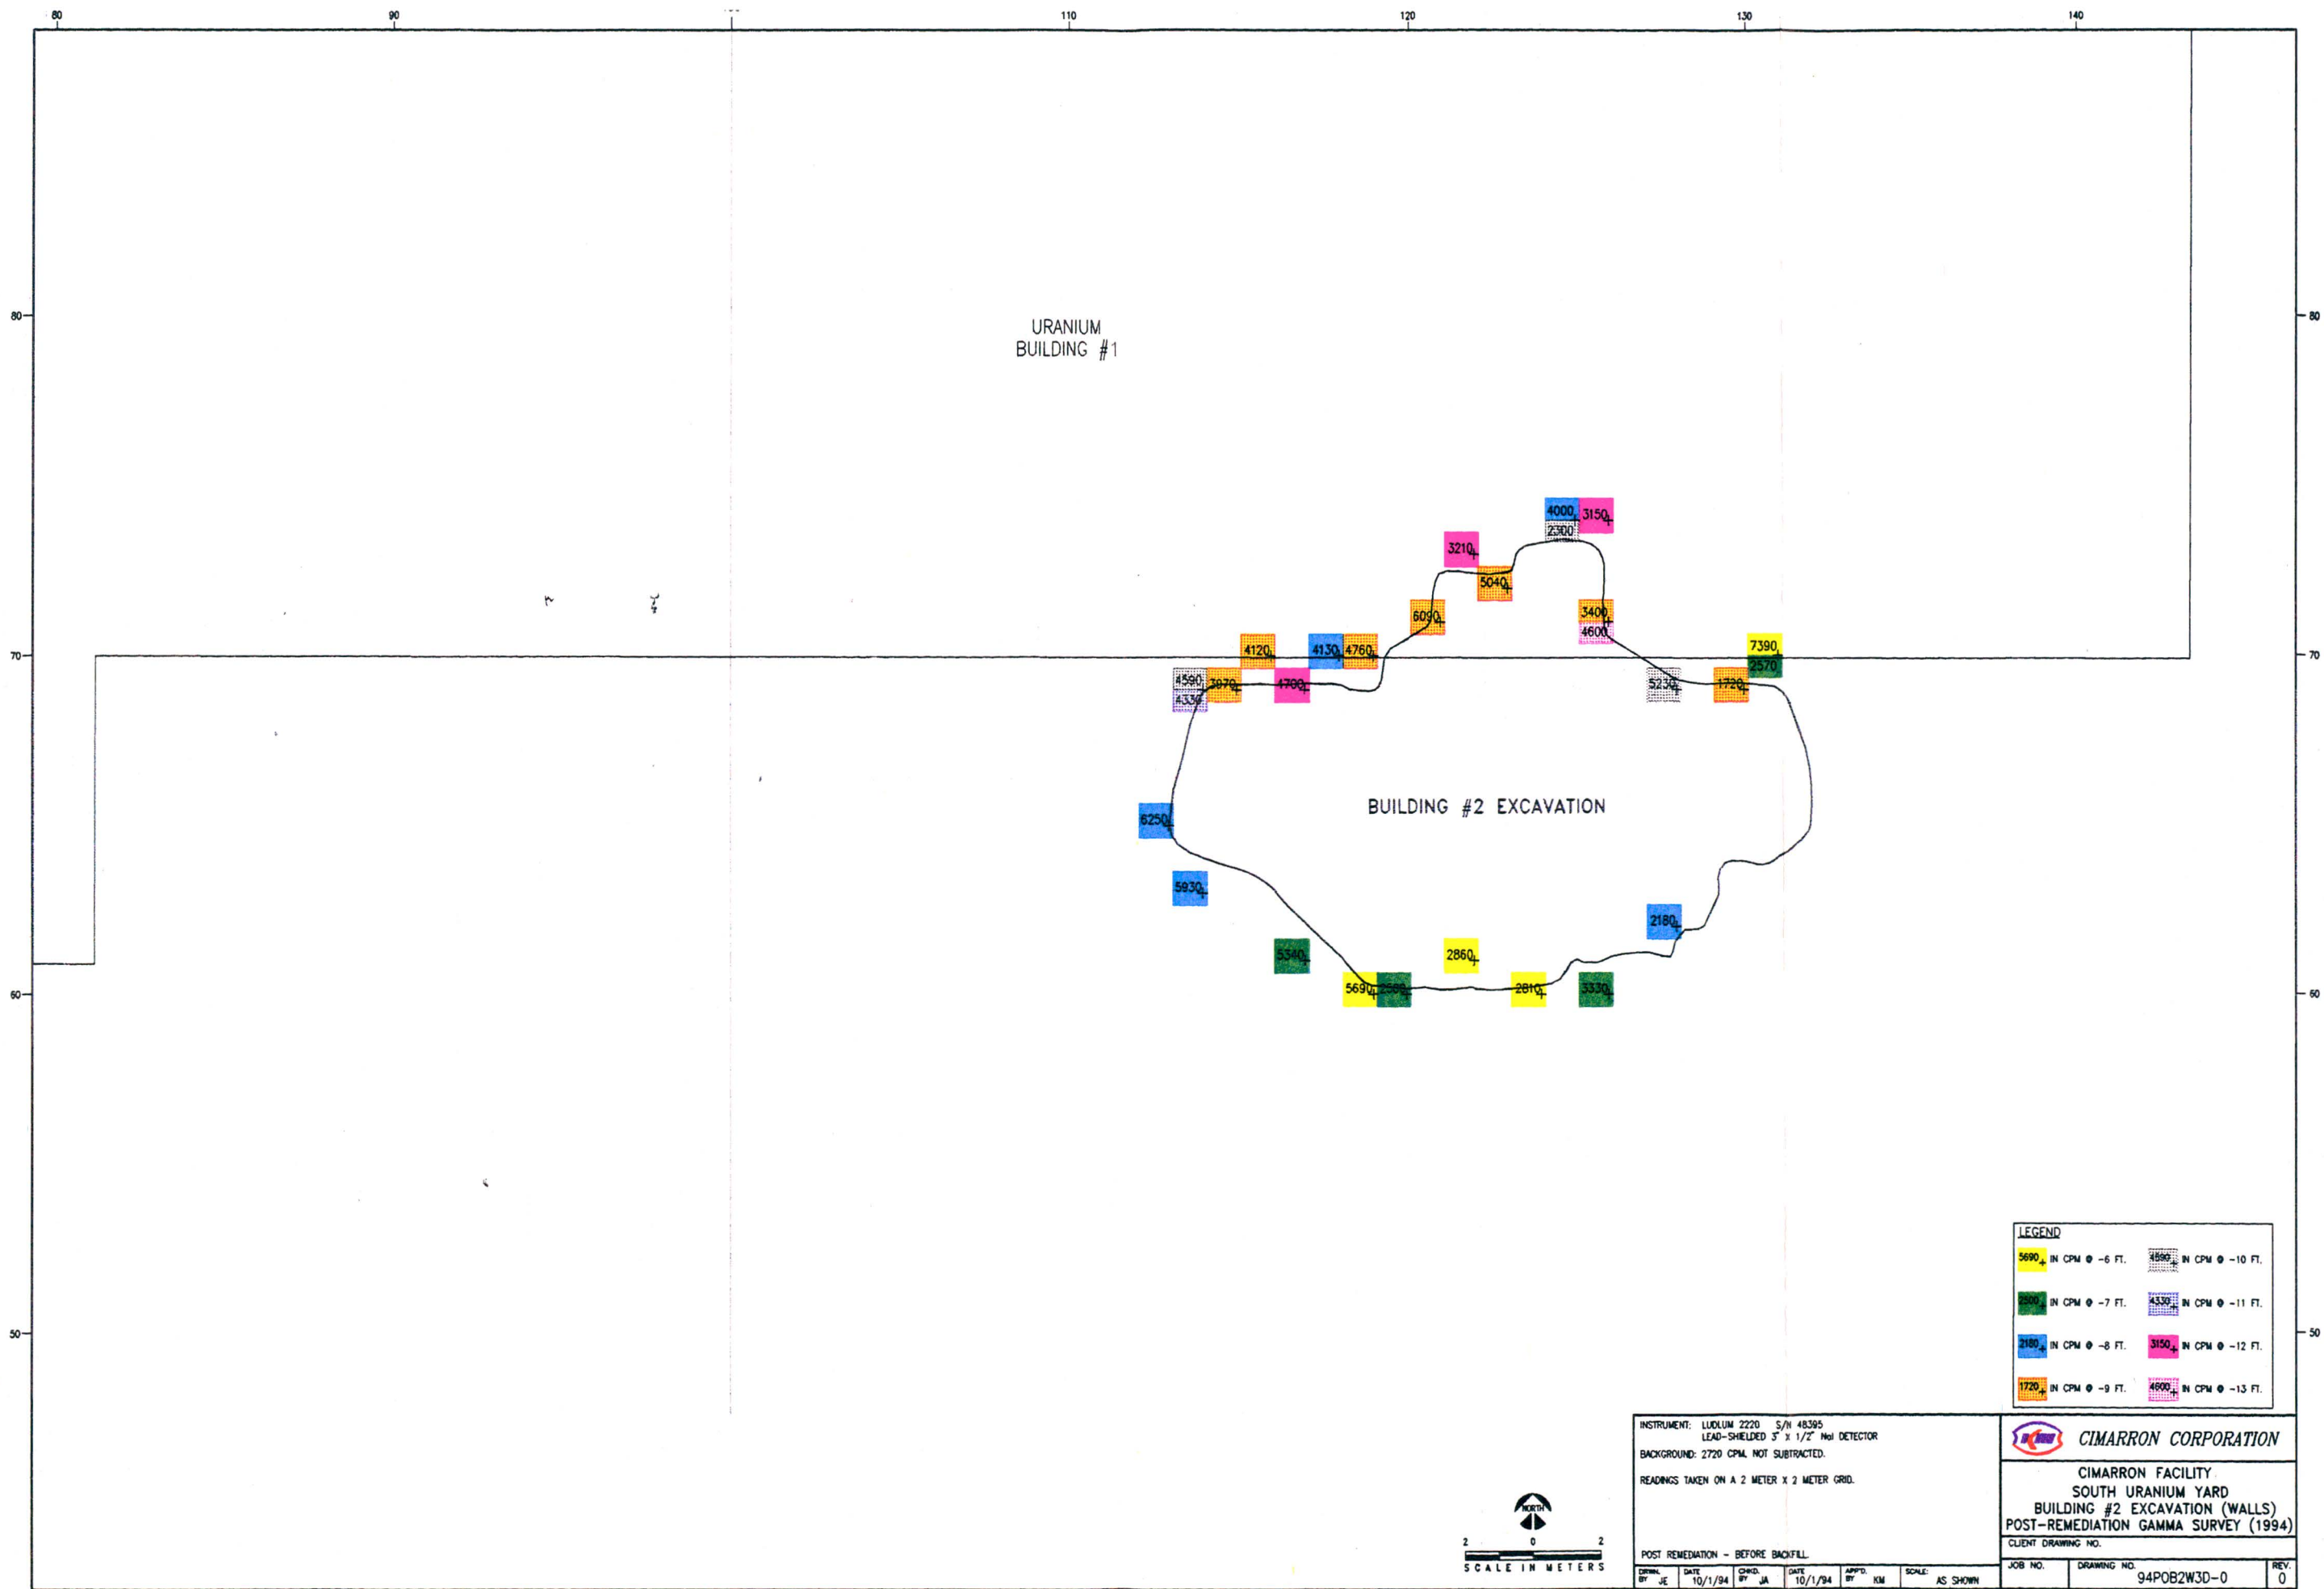 80
90
110
120
130
140
80
80
URANIUM
BUILDING #1
4000
3150
2300
3210
5040
6090
3400
4600
7390
4120
4130
4760
70
70
2570
4590
3970
4700
5230
1720
4330
6250
BUILDING #2 EXCAVATION
5930
2180
5340
2860
60
5690
2810
3330
60
50
50
LEGEND
5690 IN CPM @ -6 FT.
4590 IN CPM @ -10 FT.
IN CPM @ -7 FT.
4330 IN CPM @ -11 FT.
2180 IN CPM @ -8 FT.
3150 IN CPM @ -12 FT.
1720 IN CPM @ -9 FT.
4600 IN CPM @ -13 FT.
INSTRUMENT: LUDLUM 2220 S/N 48395
LEAD-SHIELDED 3" X 1/2" NaI DETECTOR
BACKGROUND: 2720 CPM. NOT SUBTRACTED.
READINGS TAKEN ON A 2 METER X 2 METER GRID.
POST REMEDIATION - BEFORE BACKFILL.
NORTH
2 0 2
SCALE IN METERS
CIMARRON CORPORATION
CIMARRON FACILITY
SOUTH URANIUM YARD
BUILDING #2 EXCAVATION (WALLS)
POST-REMEDIATION GAMMA SURVEY (1994)
CLIENT DRAWING NO.
DRWN. BY JE
DATE 10/1/94
CHKD. BY JA
DATE 10/1/94
APP'D. BY KM
SCALE: AS SHOWN
JOB NO.
DRAWING NO. 94POB2W3D-0
REV. 0